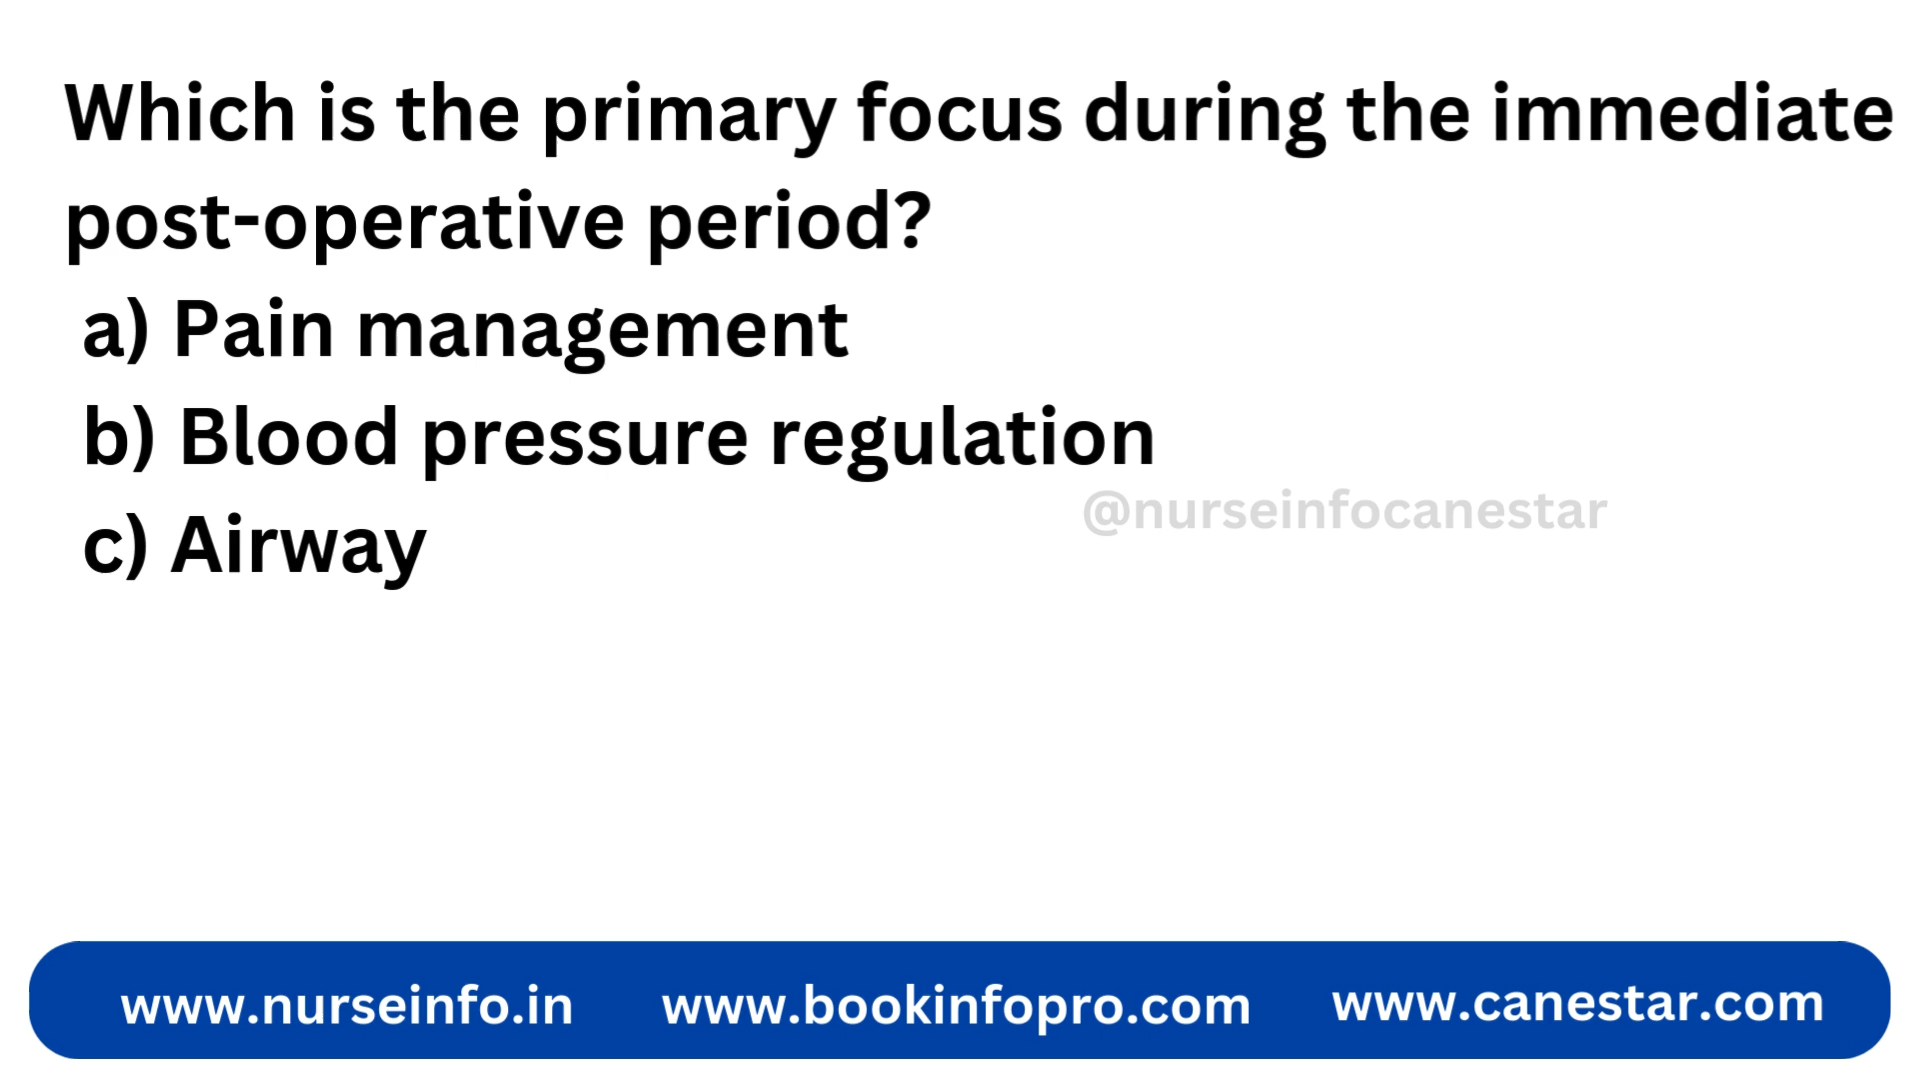 Which is the primary focus during the immediate
post-operative period?
a) Pain management
b) Blood pressure regulation
@nurseinfocanestar
c) Airway
www.nurseinfo.in www.bookinfopro.com www.canestar.com